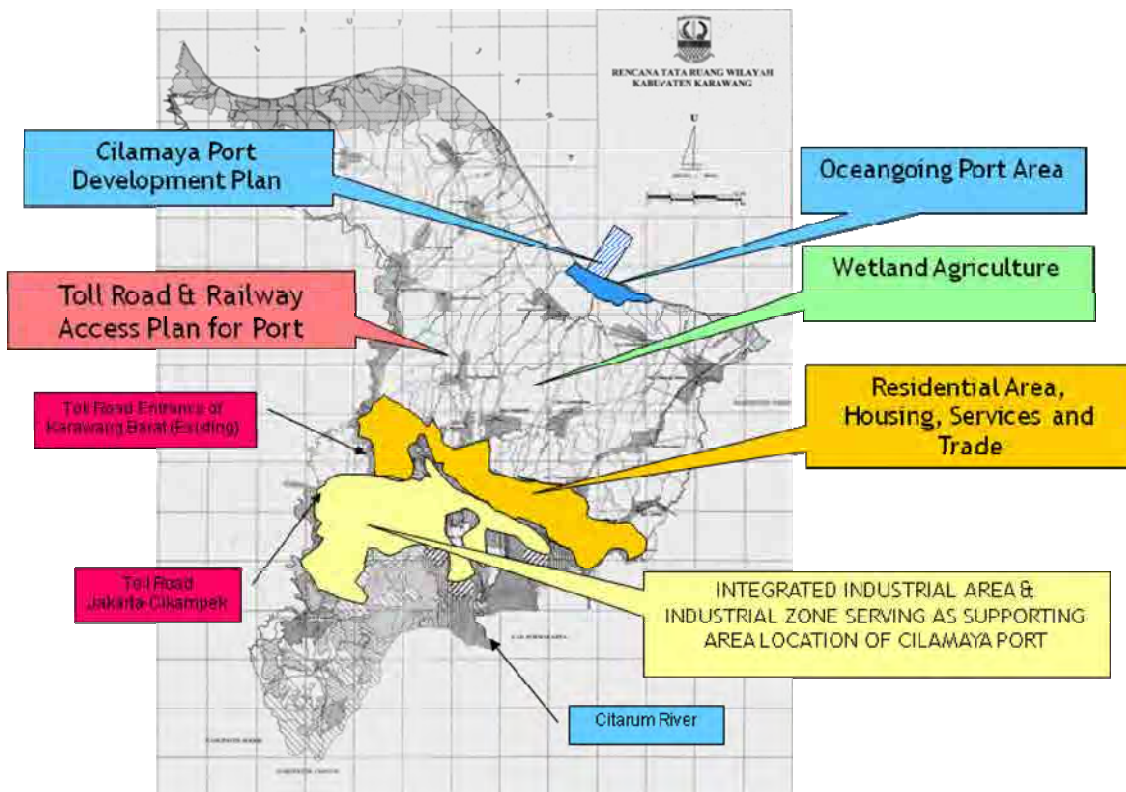 LAUT JAWA
RENCANA TATA RUANG WILAYAH
KABUPATEN KARAWANG
U
Cilamaya Port
Development Plan
Oceangoing Port Area
Wetland Agriculture
Toll Road & Railway
Access Plan for Port
Residential Area,
Housing, Services and
Trade
Toll Road Entrance of
Karawang Barat (Existing)
Toll Road
Jakarta-Cikampek
INTEGRATED INDUSTRIAL AREA &
INDUSTRIAL ZONE SERVING AS SUPPORTING
AREA LOCATION OF CILAMAYA PORT
Citarum River